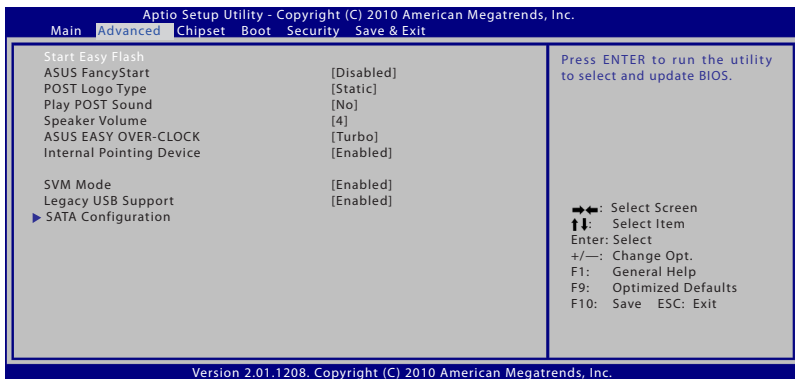 Aptio Setup Utility - Copyright (C) 2010 American Megatrends, Inc.
Main Advanced Chipset Boot Security Save & Exit
Start Easy Flash
ASUS FancyStart [Disabled]
POST Logo Type [Static]
Play POST Sound [No]
Speaker Volume [4]
ASUS EASY OVER-CLOCK [Turbo]
Internal Pointing Device [Enabled]
SVM Mode [Enabled]
Legacy USB Support [Enabled]
SATA Configuration
Press ENTER to run the utility
to select and update BIOS.
→←: Select Screen
↑↓: Select Item
Enter: Select
+/—: Change Opt.
F1: General Help
F9: Optimized Defaults
F10: Save ESC: Exit
Version 2.01.1208. Copyright (C) 2010 American Megatrends, Inc.